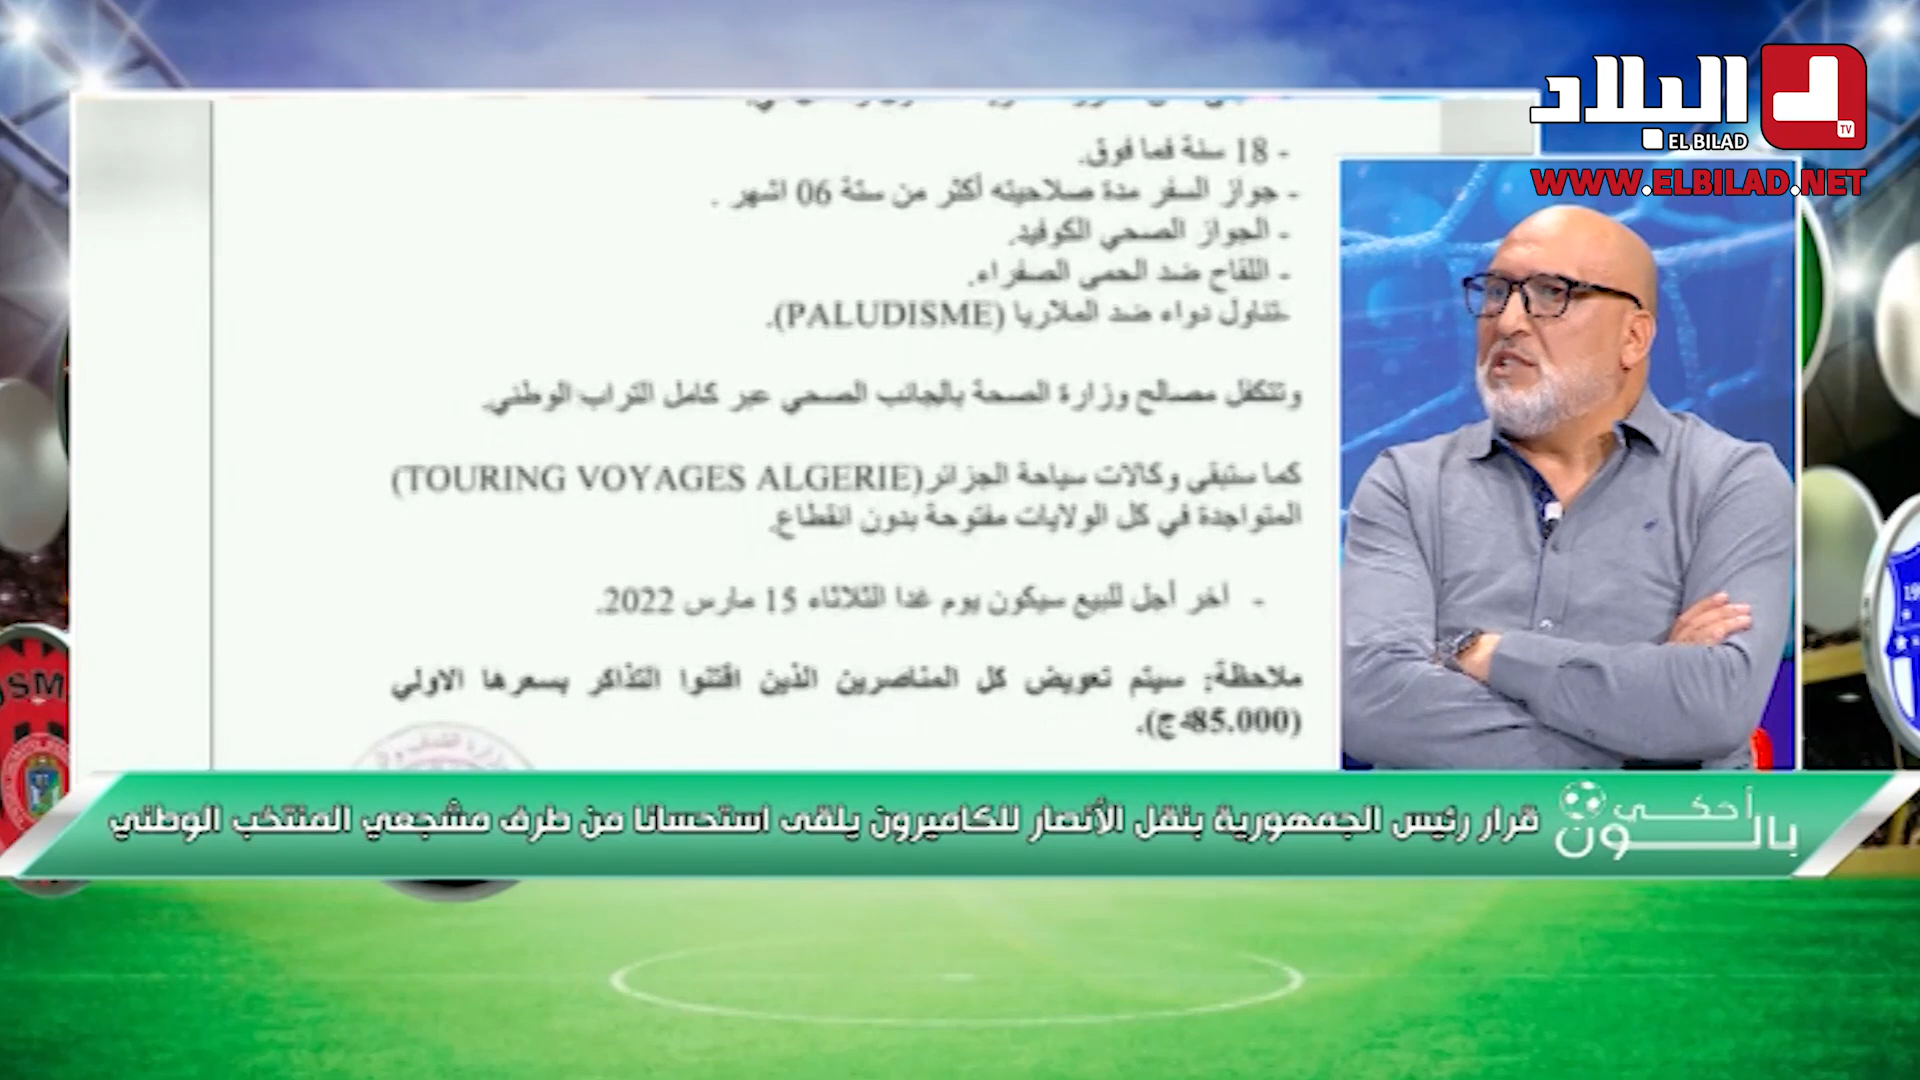 البلاد
TV
EL BILAD
WWW.ELBILAD.NET
- 18 سنة فما فوق.
- جواز السفر مدة صلاحيته أكثر من ستة 06 اشهر .
- الجواز الصحي الكوفيد.
- اللقاح ضد الحمى الصفراء.
-تناول دواء ضد الملاريا (PALUDISME).
وتتكفل مصالح وزارة الصحة بالجانب الصحي عبر كامل التراب الوطني.
كما ستبقى وكالات سياحة الجزائر(TOURING VOYAGES ALGERIE)
المتواجدة في كل الولايات مفتوحة بدون انقطاع.
- اخر أجل للبيع سيكون يوم غدا الثلاثاء 15 مارس 2022.
ملاحظة: سيتم تعويض كل المناصرين الذين اقتنوا التذاكر بسعرها الاولي
(85.000دج).
أحكي
بالون
قرار رئيس الجمهورية بنقل الأنصار للكاميرون يلقى استحسانا من طرف مشجعي المنتخب الوطني